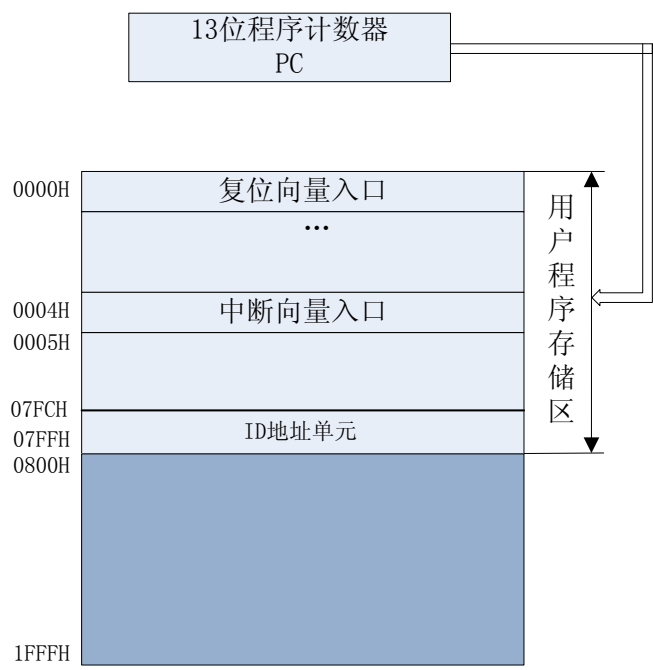 13位程序计数器
PC
0000H
复位向量入口
...
0004H
中断向量入口
0005H
07FCH
07FFH
ID地址单元
0800H
1FFFH
用户程序存储区